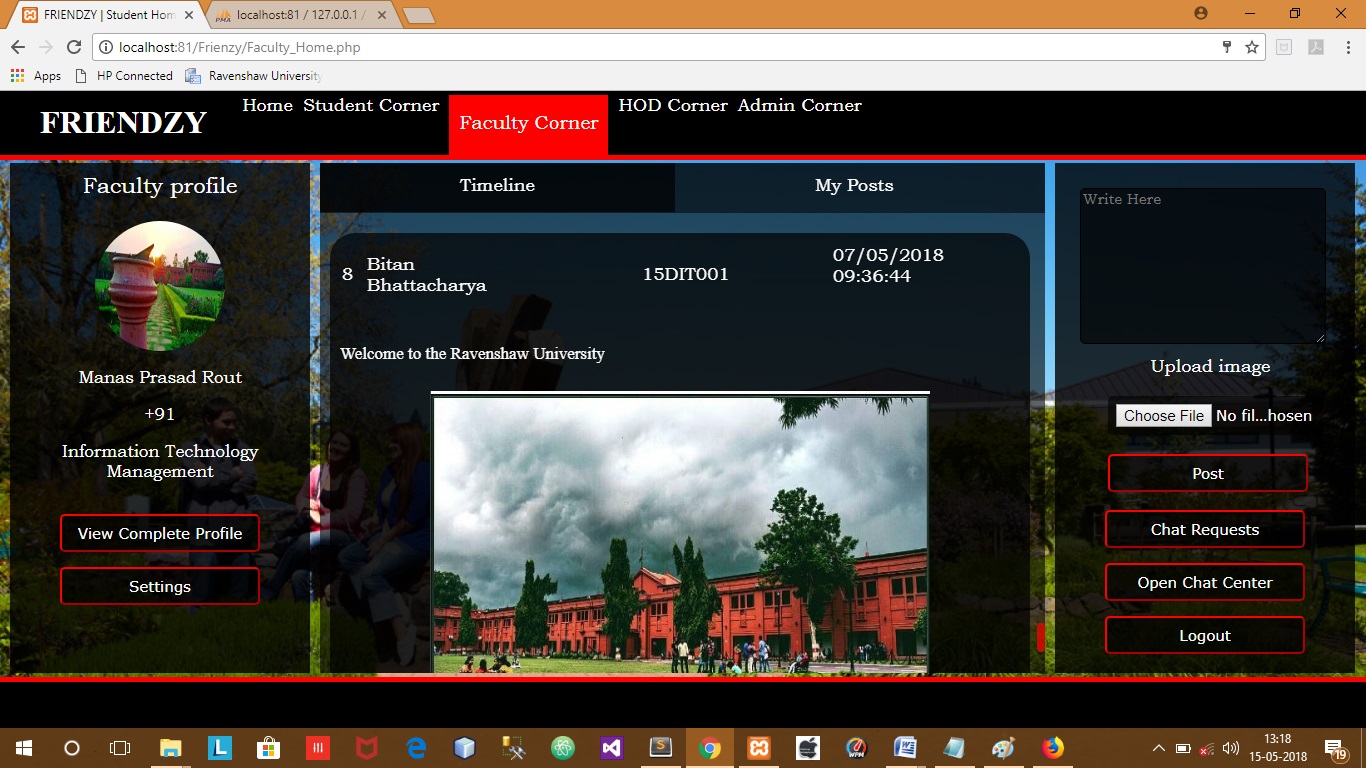 FRIENDZY | Student Hom
localhost:81 / 127.0.0.1 /
localhost:81/Frienzy/Faculty_Home.php
Apps HP Connected Ravenshaw University
FRIENDZY
Home Student Corner Faculty Corner HOD Corner Admin Corner
Faculty profile
Manas Prasad Rout
+91
Information Technology
Management
View Complete Profile
Settings
Timeline My Posts
8 Bitan
Bhattacharya
15DIT001
07/05/2018
09:36:44
Welcome to the Ravenshaw University
Write Here
Upload image
Choose File No fil...hosen
Post
Chat Requests
Open Chat Center
Logout
13:18
15-05-2018
19